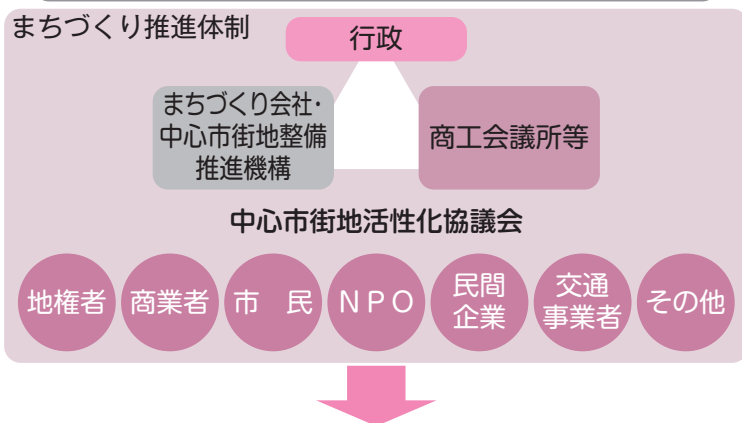 まちづくり推進体制
行政
まちづくり会社・
中心市街地整備
推進機構
商工会議所等
中心市街地活性化協議会
地権者
商業者
市　民
ＮＰＯ
民間
企業
交通
事業者
その他